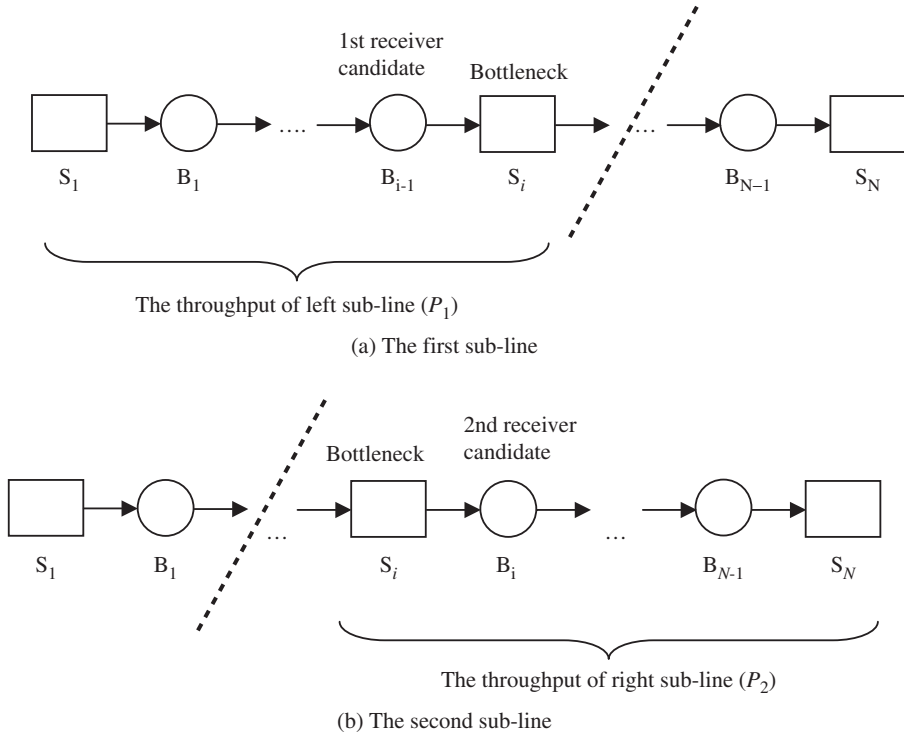 1st receiver
candidate
Bottleneck
....
...
S1
B1
Bi-1
Si
BN–1
SN
The throughput of left sub-line (P1)
(a) The first sub-line
2nd receiver
candidate
Bottleneck
...
...
S1
B1
Si
Bi
BN-1
SN
The throughput of right sub-line (P2)
(b) The second sub-line